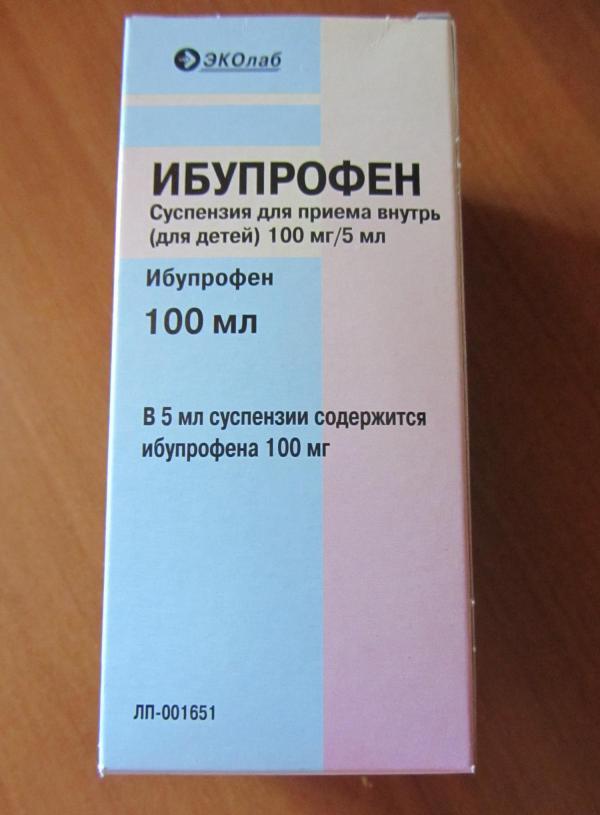 ЭКОлаб
ИБУПРОФЕН
Суспензия для приема внутрь
(для детей) 100 мг/5 мл
Ибупрофен
100 мл
В 5 мл суспензии содержится
ибупрофена 100 мг
ЛП-001651